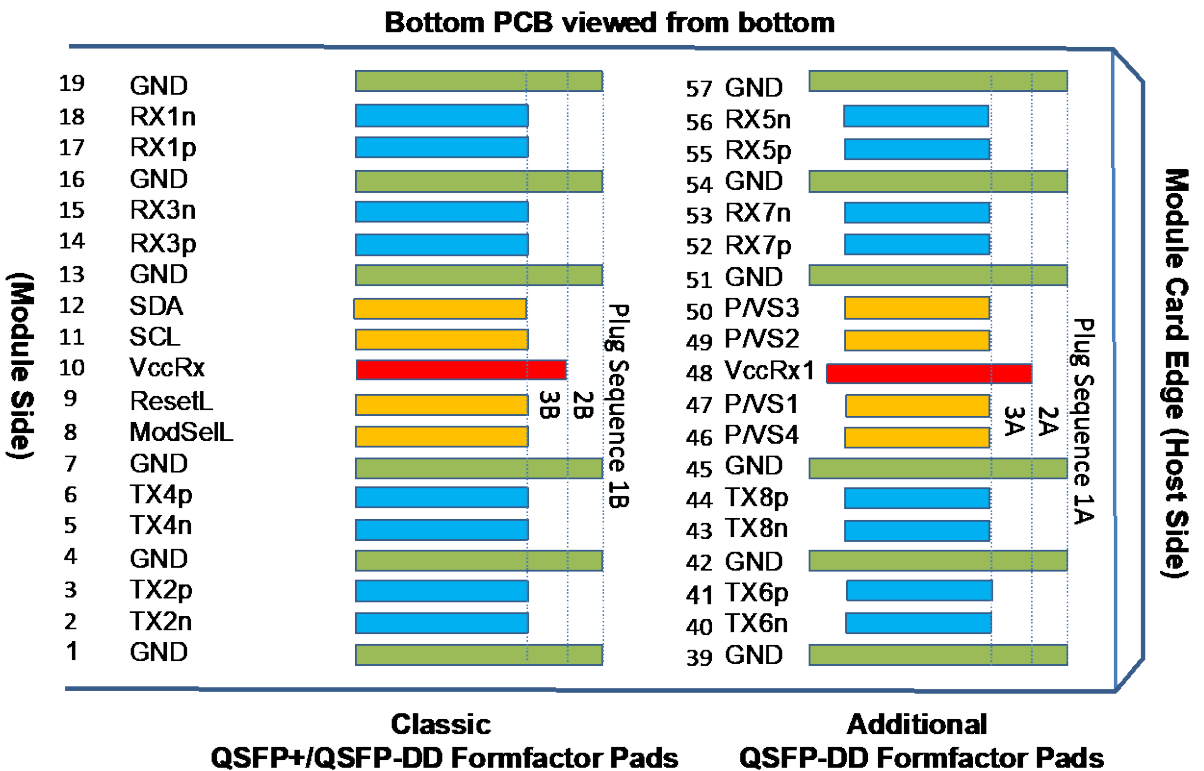 Bottom PCB viewed from bottom
19 GND 57 GND
18 RX1n 56 RX5n
17 RX1p 55 RX5p
16 GND 54 GND
15 RX3n 53 RX7n
14 RX3p 52 RX7p
13 GND 51 GND
12 SDA 50 P/VS3
11 SCL 49 P/VS2
10 VccRx 48 VccRx1
9 ResetL 47 P/VS1
8 ModSelL 46 P/VS4
7 GND 45 GND
6 TX4p 44 TX8p
5 TX4n 43 TX8n
4 GND 42 GND
3 TX2p 41 TX6p
2 TX2n 40 TX6n
1 GND 39 GND
(Module Side)
3B
2B
Plug Sequence 1B
3A
2A
Plug Sequence 1A
Module Card Edge (Host Side)
Classic
QSFP+/QSFP-DD Formfactor Pads
Additional
QSFP-DD Formfactor Pads